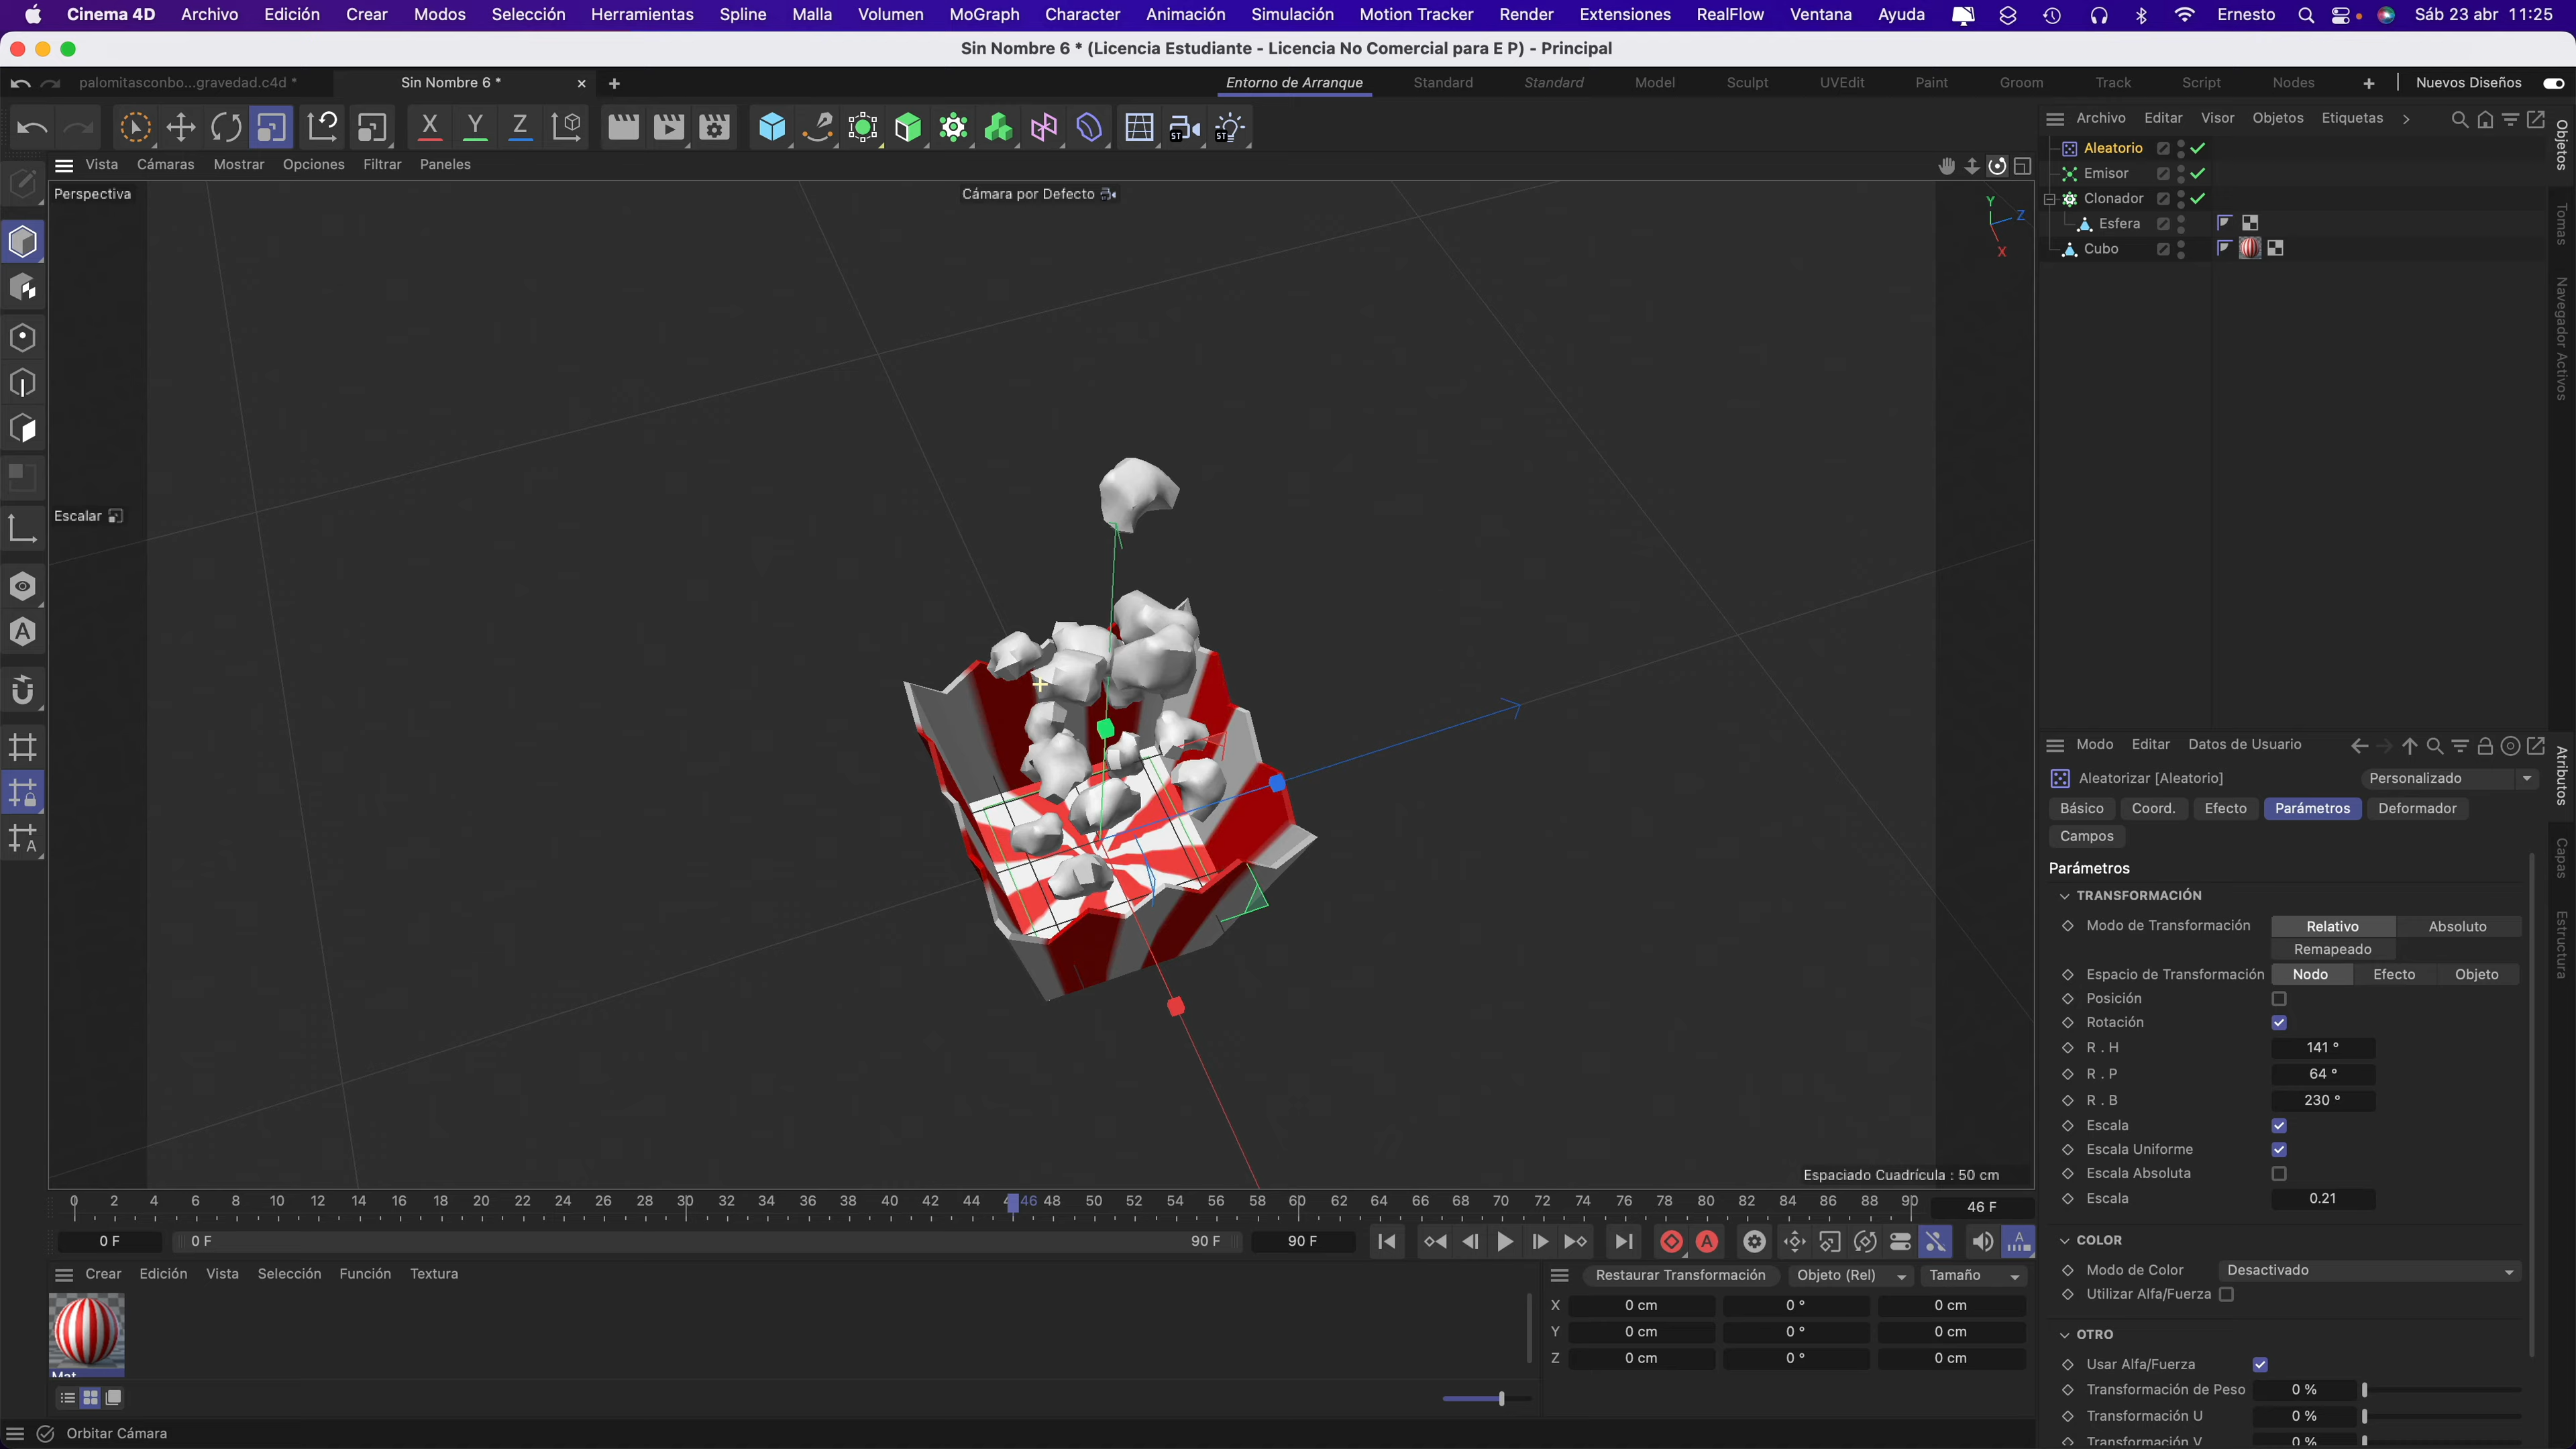 Cinema 4D Archivo Edición Crear Modos Selección Herramientas Spline Malla Volumen MoGraph Character Animación Simulación Motion Tracker Render Extensiones RealFlow Ventana Ayuda Ernesto Sáb 23 abr 11:25
Sin Nombre 6 * (Licencia Estudiante - Licencia No Comercial para E P) - Principal
palomitasconbo...gravedad.c4d * Sin Nombre 6 * Entorno de Arranque Standard Standard Model Sculpt UVEdit Paint Groom Track Script Nodes Nuevos Diseños
X Y Z ST ST
Archivo Editar Visor Objetos Etiquetas
Vista Cámaras Mostrar Opciones Filtrar Paneles
Perspectiva
Cámara por Defecto
Y
Z
X
Escalar
Espaciado Cuadrícula : 50 cm
Aleatorio
Emisor
Clonador
Esfera
Cubo
Objetos
Tomas
Navegador Activos
Modo Editar Datos de Usuario
Aleatorizar [Aleatorio] Personalizado
Básico Coord. Efecto Parámetros Deformador
Campos
Parámetros
TRANSFORMACIÓN
Modo de Transformación Relativo Absoluto
Remapeado
Espacio de Transformación Nodo Efecto Objeto
Posición
Rotación
R . H 141 °
R . P 64 °
R . B 230 °
Escala
Escala Uniforme
Escala Absoluta
Escala 0.21
COLOR
Modo de Color Desactivado
Utilizar Alfa/Fuerza
OTRO
Usar Alfa/Fuerza
Transformación de Peso 0 %
Transformación U 0 %
Transformación V 0 %
Atributos
Capas
Estructura
0 2 4 6 8 10 12 14 16 18 20 22 24 26 28 30 32 34 36 38 40 42 44 46 48 50 52 54 56 58 60 62 64 66 68 70 72 74 76 78 80 82 84 86 88 90 46 F
0 F 0 F 90 F 90 F
Crear Edición Vista Selección Función Textura
Mat
Restaurar Transformación Objeto (Rel) Tamaño
X 0 cm 0 ° 0 cm
Y 0 cm 0 ° 0 cm
Z 0 cm 0 ° 0 cm
Orbitar Cámara